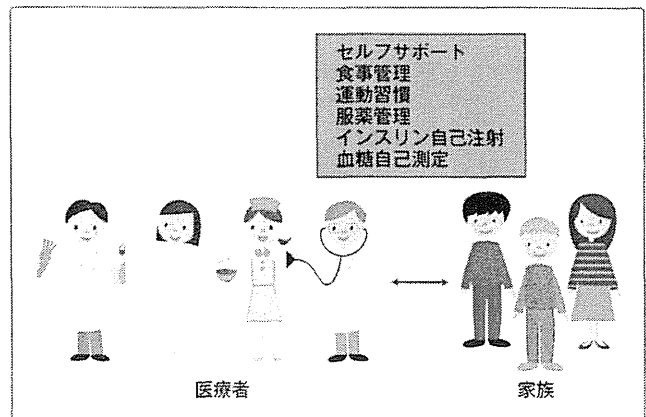 セルフサポート
食事管理
運動習慣
服薬管理
インスリン自己注射
血糖自己測定
医療者
家族